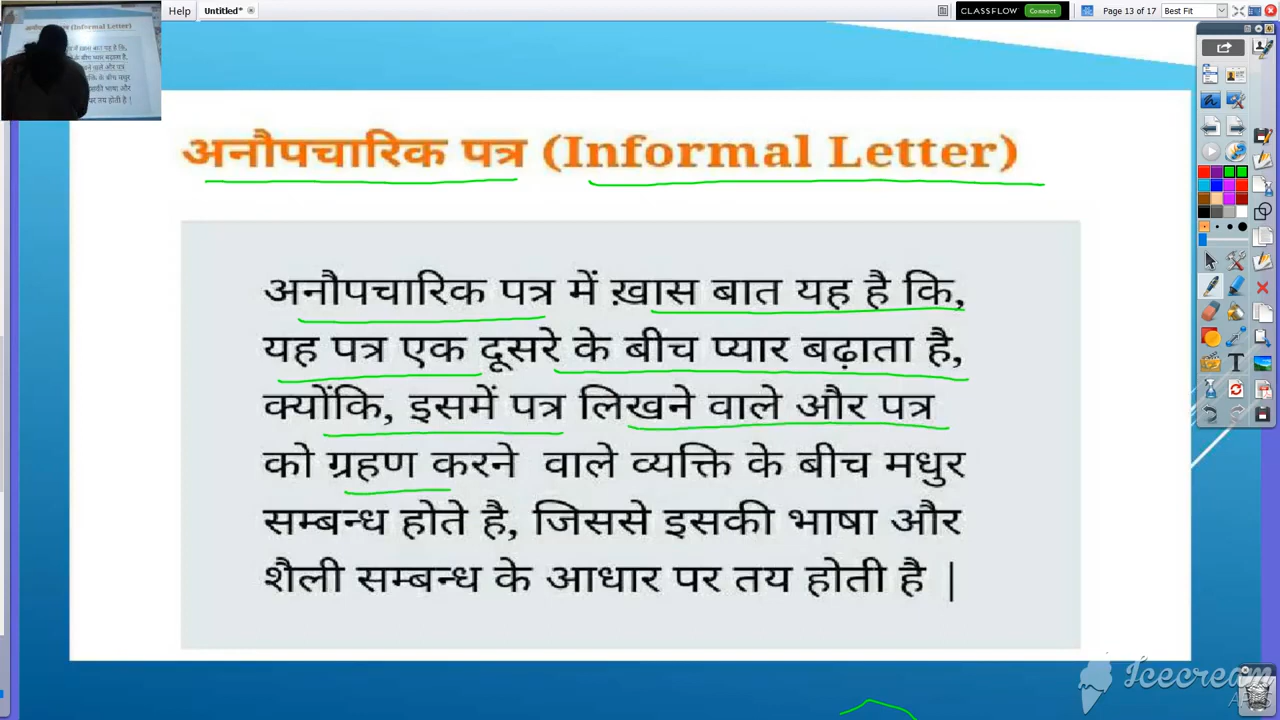 Help
Untitled*
CLASSFLOW
Connect
Page 13 of 17
Best Fit
अनौपचारिक पत्र (Informal Letter)
अनौपचारिक पत्र में ख़ास बात यह है कि,
यह पत्र एक दूसरे के बीच प्यार बढ़ाता है,
क्योंकि, इसमें पत्र लिखने वाले और पत्र
को ग्रहण करने वाले व्यक्ति के बीच मधुर
सम्बन्ध होते है, जिससे इसकी भाषा और
शैली सम्बन्ध के आधार पर तय होती है |
Icecream
APPS